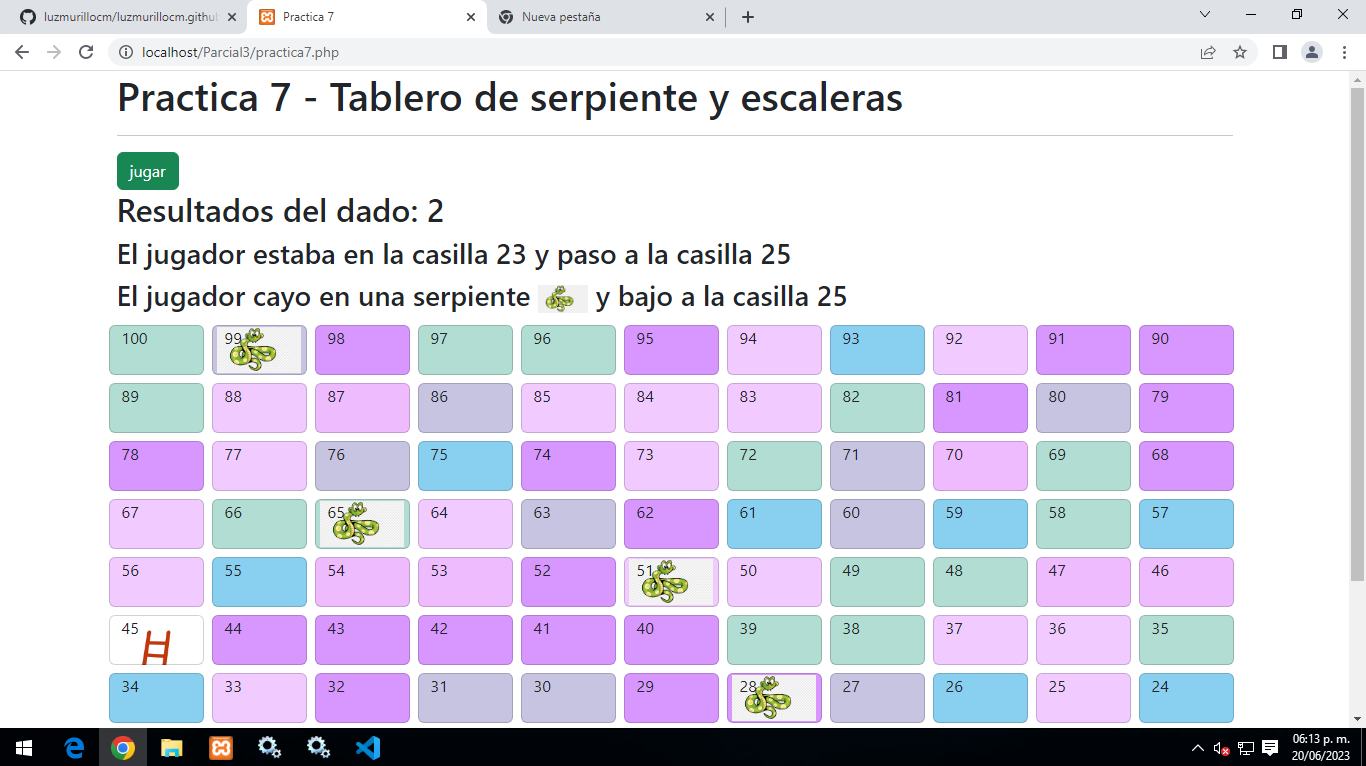 luzmurillocm/luzmurillocm.github
Practica 7
Nueva pestaña
localhost/Parcial3/practica7.php
Practica 7 - Tablero de serpiente y escaleras
jugar
Resultados del dado: 2
El jugador estaba en la casilla 23 y paso a la casilla 25
El jugador cayo en una serpiente y bajo a la casilla 25
100 99 98 97 96 95 94 93 92 91 90
89 88 87 86 85 84 83 82 81 80 79
78 77 76 75 74 73 72 71 70 69 68
67 66 65 64 63 62 61 60 59 58 57
56 55 54 53 52 51 50 49 48 47 46
45 44 43 42 41 40 39 38 37 36 35
34 33 32 31 30 29 28 27 26 25 24
06:13 p. m.
20/06/2023